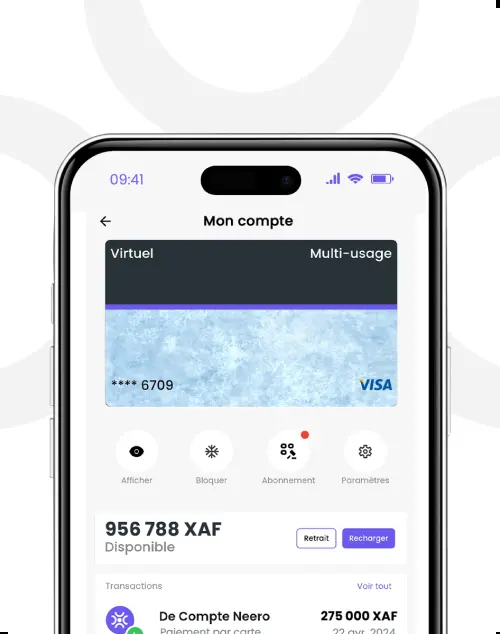 09:41
Mon compte
Virtuel Multi-usage
**** 6709 VISA
Afficher Bloquer Abonnement Paramètres
956 788 XAF
Disponible
Retrait Recharger
Transactions Voir tout
De Compte Neero 275 000 XAF
Paiement par carte 22 avr. 2024